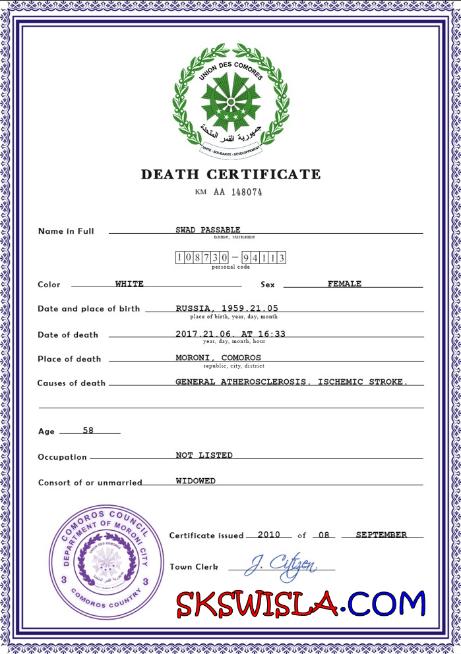 UNION DES COMORES
جمهورية القمر المتحدة
UNITÉ - SOLIDARITÉ - DÉVELOPPEMENT
DEATH CERTIFICATE
KM AA 148074
Name in Full SWAD PASSABLE
name, surname
108730-94113
personal code
Color WHITE Sex FEMALE
Date and place of birth RUSSIA, 1959.21.05
place of birth, year, day, month
Date of death 2017.21.06. AT 16:33
year, day, month, hour
Place of death MORONI, COMOROS
republic, city, district
Causes of death GENERAL ATHEROSCLEROSIS. ISCHEMIC STROKE.
Age 58
Occupation NOT LISTED
Consort of or unmarried WIDOWED
Certificate issued 2010 of 08 SEPTEMBER
Town Clerk J. Citizen
COMOROS COUNCIL
DEPARTMENT OF MORONI CITY
3 3
COMOROS COUNTRY
SKSWISLA.COM